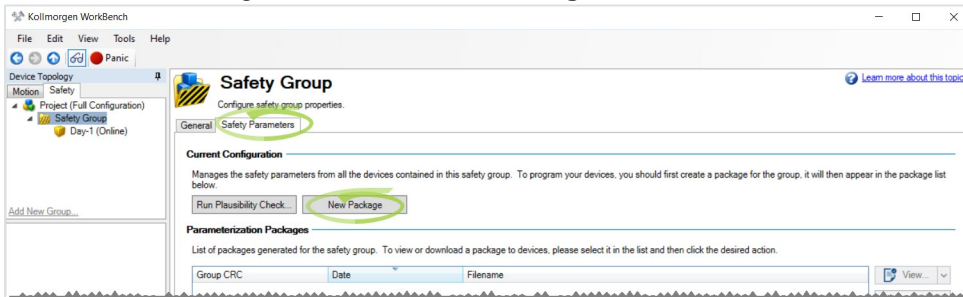 Kollmorgen WorkBench
File Edit View Tools Help
Panic
Device Topology
Motion Safety
Project (Full Configuration)
Safety Group
Day-1 (Online)
Add New Group...
Safety Group
Configure safety group properties.
Learn more about this topic
General Safety Parameters
Current Configuration
Manages the safety parameters from all the devices contained in this safety group. To program your devices, you should first create a package for the group, it will then appear in the package list
below.
Run Plausibility Check... New Package
Parameterization Packages
List of packages generated for the safety group. To view or download a package to devices, please select it in the list and then click the desired action.
Group CRC Date Filename
View...